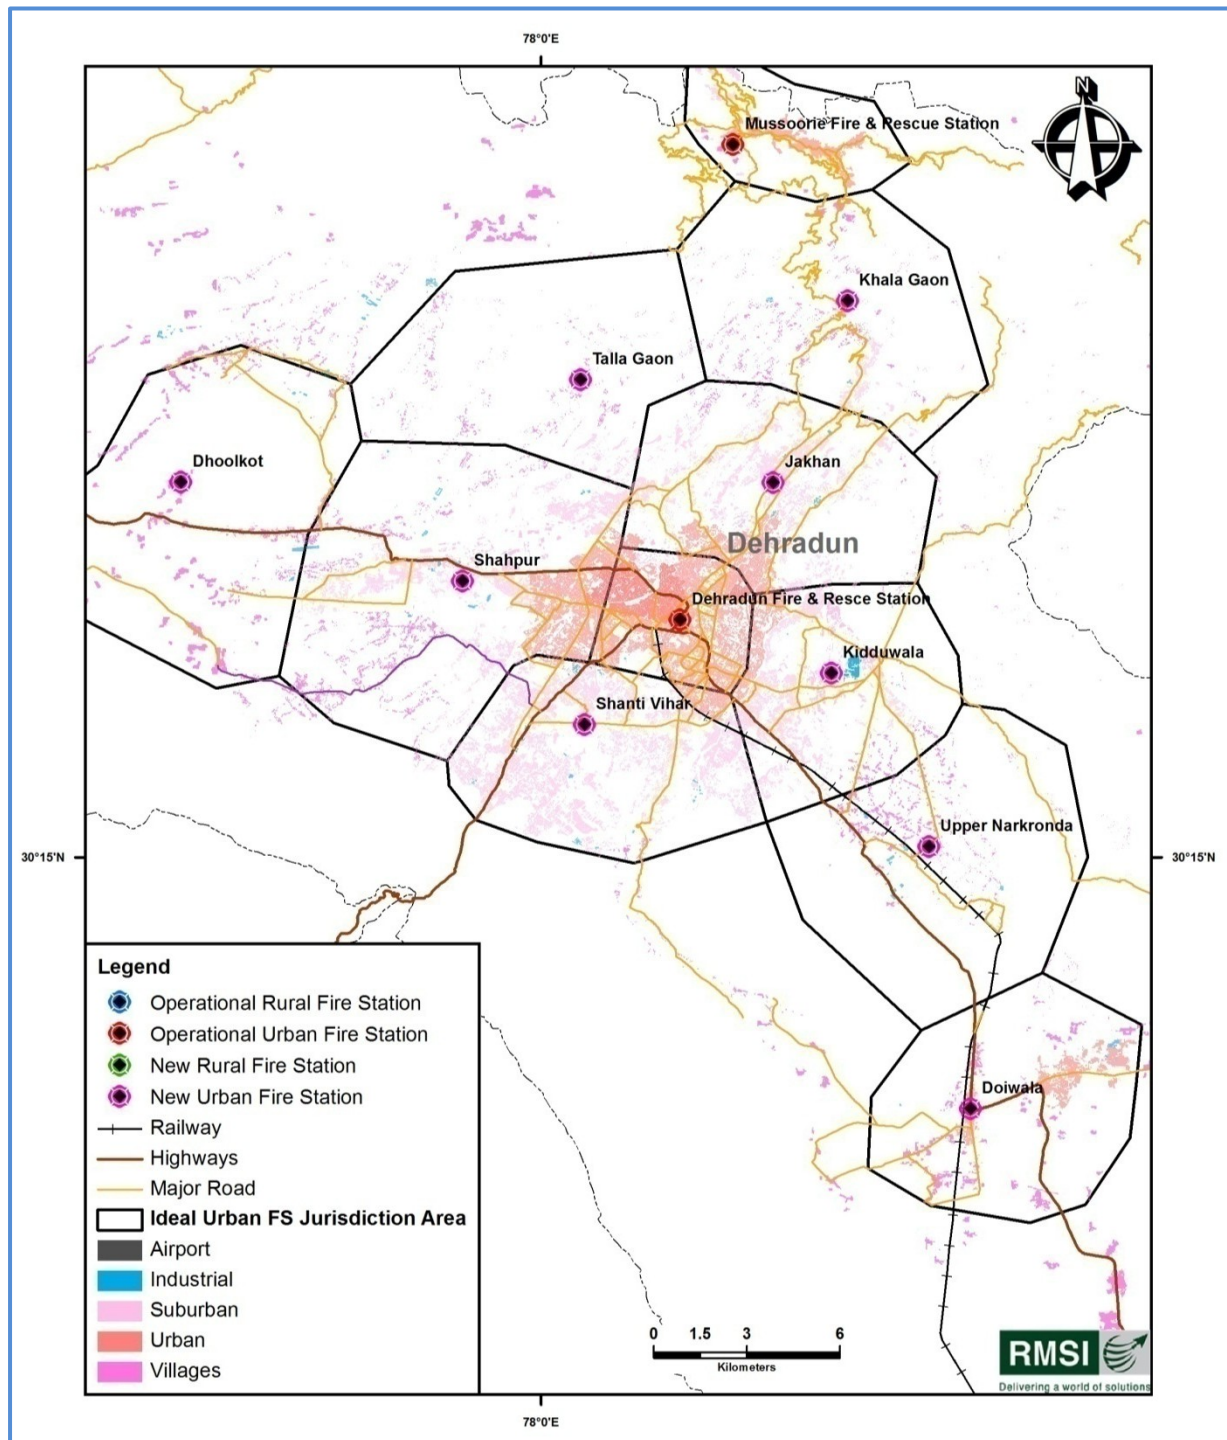 78°0'E
N
Mussoorie Fire & Rescue Station
Khala Gaon
Talla Gaon
Dhoolkot
Jakhan
Dehradun
Shahpur
Dehradun Fire & Resce Station
Kidduwala
Shanti Vihar
Upper Narkronda
30°15'N
30°15'N
Doiwala
Legend
Operational Rural Fire Station
Operational Urban Fire Station
New Rural Fire Station
New Urban Fire Station
Railway
Highways
Major Road
Ideal Urban FS Jurisdiction Area
Airport
Industrial
Suburban
Urban
Villages
0 1.5 3 6
Kilometers
RMSI
Delivering a world of solutions
78°0'E